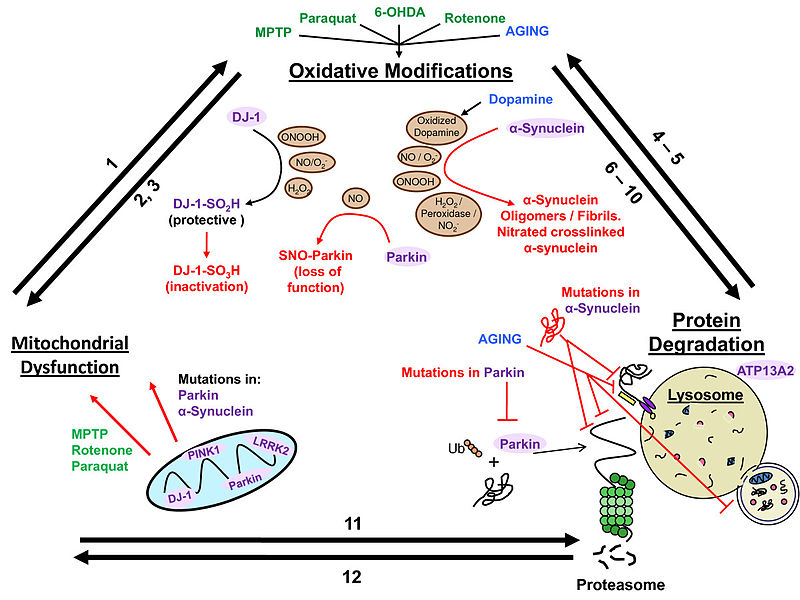 6-OHDA
Paraquat
Rotenone
MPTP
AGING
Oxidative Modifications
DJ-1
ONOOH
NO/O₂⁻
H₂O₂
DJ-1-SO₂H
(protective )
DJ-1-SO₃H
(inactivation)
NO
SNO-Parkin
(loss of
function)
Parkin
Dopamine
Oxidized
Dopamine
α-Synuclein
NO / O₂⁻
ONOOH
H₂O₂ /
Peroxidase /
NO₂⁻
α-Synuclein
Oligomers / Fibrils.
Nitrated crosslinked
α-synuclein
1
2, 3
4 – 5
6 – 10
Mitochondrial
Dysfunction
Mutations in:
Parkin
α-Synuclein
MPTP
Rotenone
Paraquat
PINK1
LRRK2
DJ-1
Parkin
Mutations in
α-Synuclein
AGING
Mutations in Parkin
Ub
+
Parkin
Protein
Degradation
ATP13A2
Lysosome
11
12
Proteasome